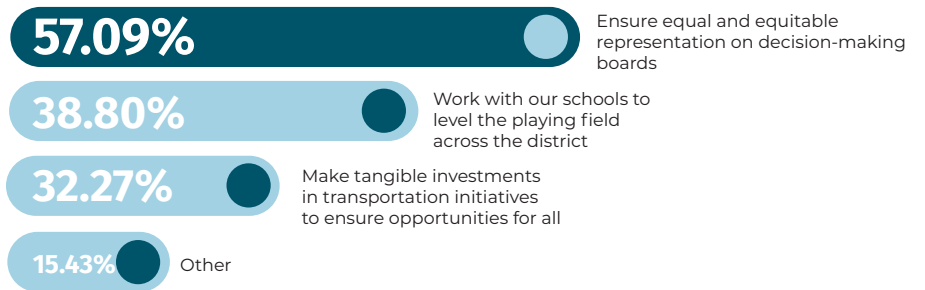 57.09%
Ensure equal and equitable
representation on decision-making
boards
38.80%
Work with our schools to
level the playing field
across the district
32.27%
Make tangible investments
in transportation initiatives
to ensure opportunities for all
15.43%
Other